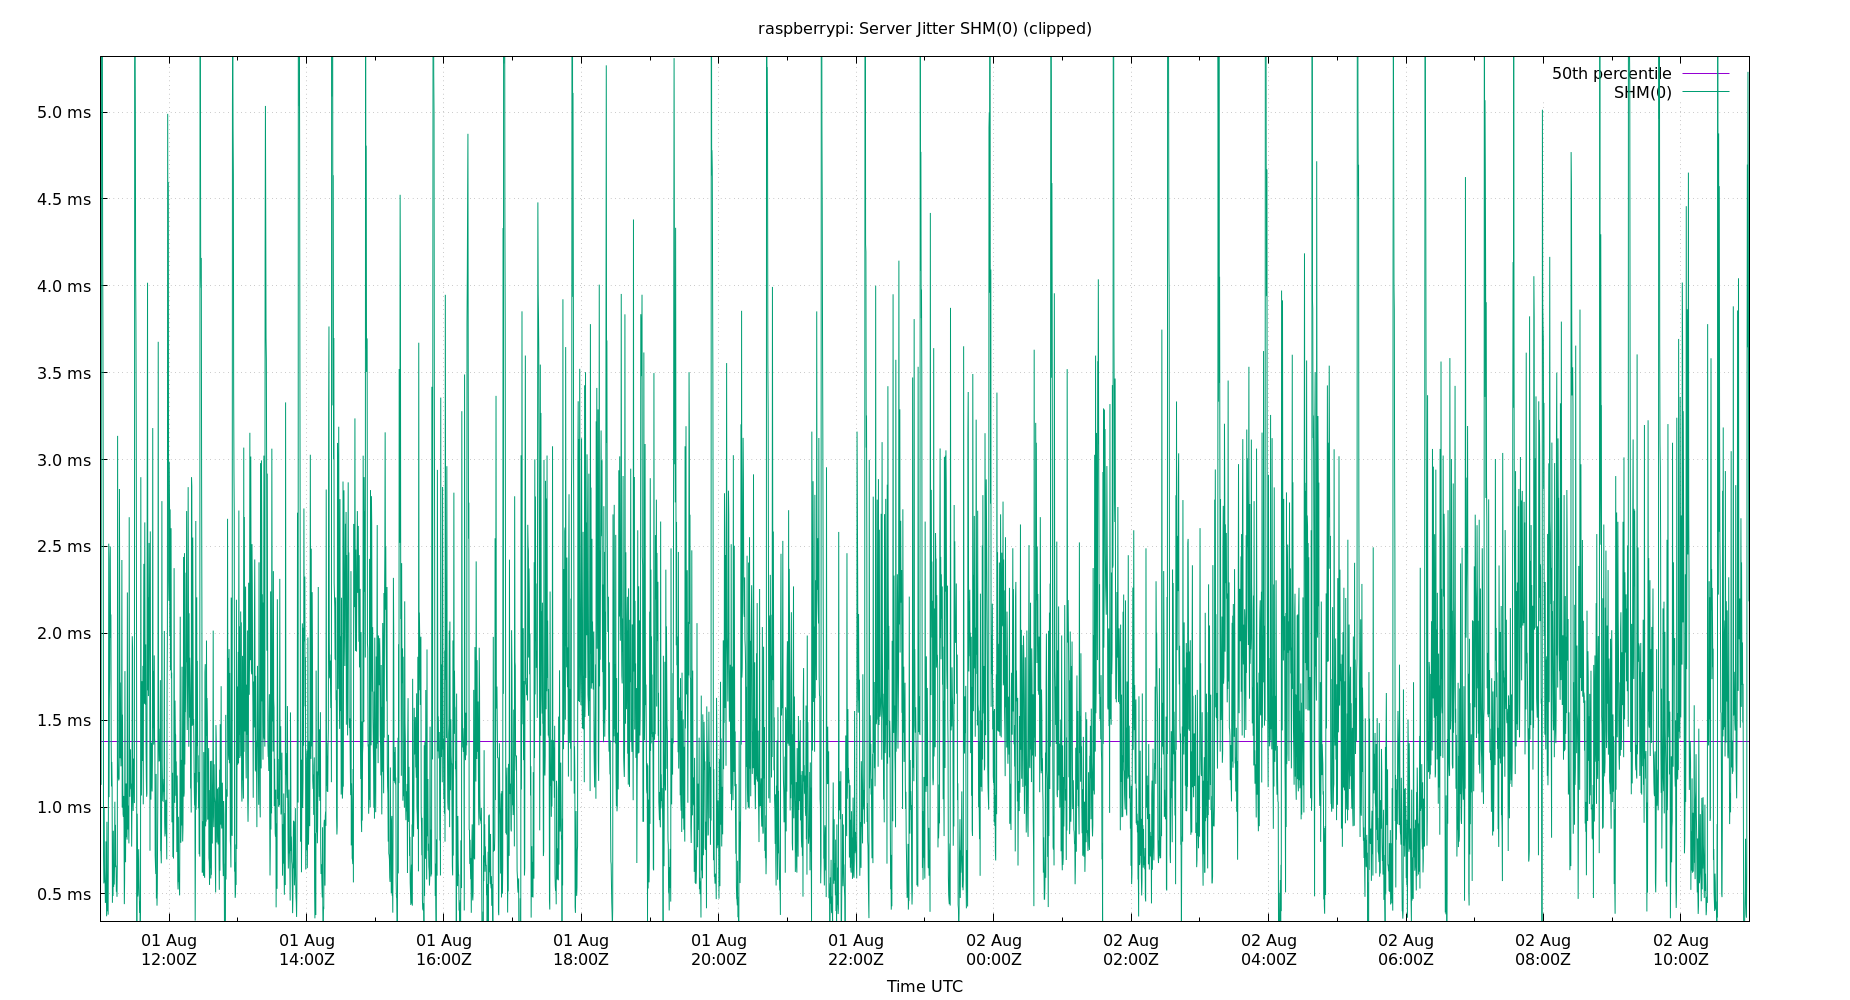 raspberrypi: Server Jitter SHM(0) (clipped)
50th percentile
SHM(0)
5.0 ms
4.5 ms
4.0 ms
3.5 ms
3.0 ms
2.5 ms
2.0 ms
1.5 ms
1.0 ms
0.5 ms
01 Aug 01 Aug 01 Aug 01 Aug 01 Aug 01 Aug 02 Aug 02 Aug 02 Aug 02 Aug 02 Aug 02 Aug
12:00Z 14:00Z 16:00Z 18:00Z 20:00Z 22:00Z 00:00Z 02:00Z 04:00Z 06:00Z 08:00Z 10:00Z
Time UTC